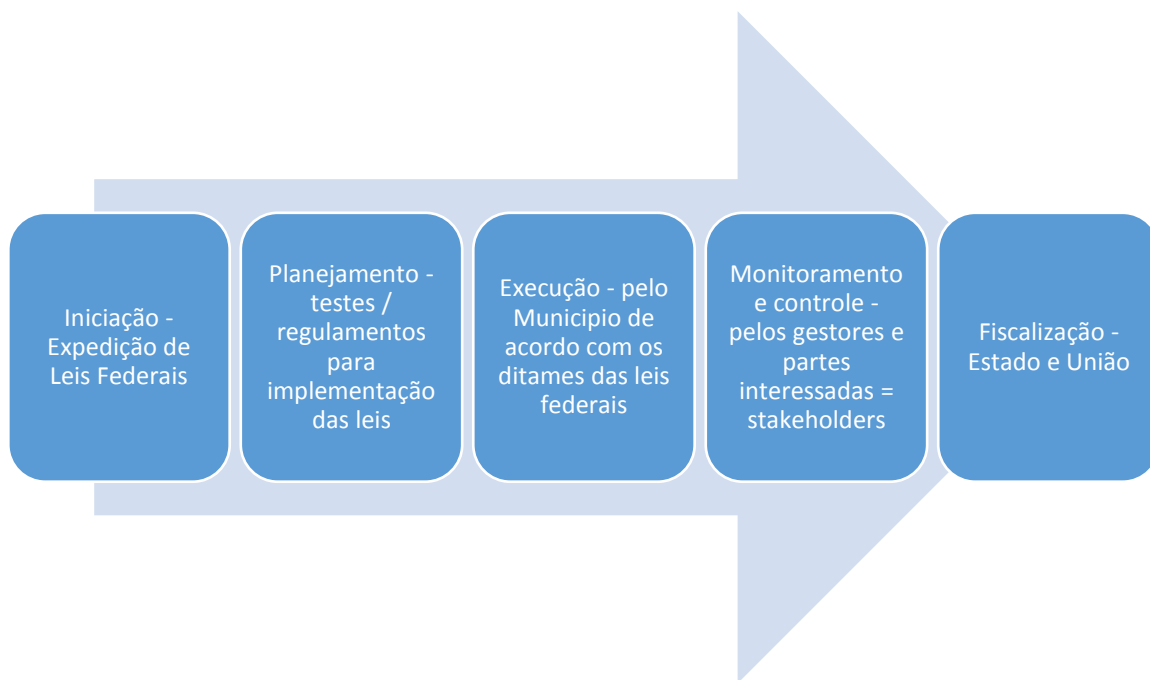 Iniciação -
Expedição de
Leis Federais
Planejamento -
testes /
regulamentos
para
implementação
das leis
Execução - pelo
Municipio de
acordo com os
ditames das leis
federais
Monitoramento
e controle -
pelos gestores e
partes
interessadas =
stakeholders
Fiscalização -
Estado e União